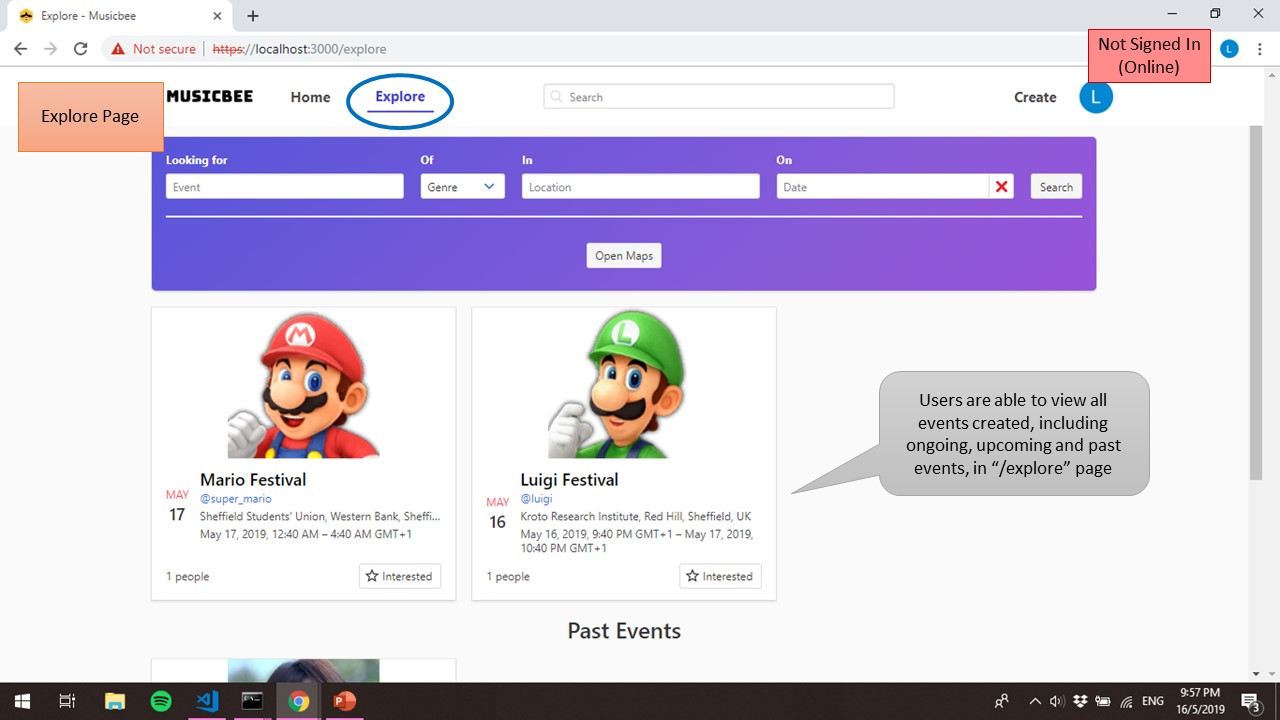 Explore - Musicbee
Not secure
https://localhost:3000/explore
L
Not Signed In
(Online)
Explore Page
MUSICBEE
Home
Explore
Search
Create
L
Looking for
Of
In
On
Event
Genre
Location
Date
Search
Open Maps
M
L
Mario Festival
MAY
17
@super_mario
Sheffield Students' Union, Western Bank, Sheffi...
May 17, 2019, 12:40 AM – 4:40 AM GMT+1
1 people
Interested
Luigi Festival
MAY
16
@luigi
Kroto Research Institute, Red Hill, Sheffield, UK
May 16, 2019, 9:40 PM GMT+1 – May 17, 2019,
10:40 PM GMT+1
1 people
Interested
Users are able to view all
events created, including
ongoing, upcoming and past
events, in “/explore” page
Past Events
ENG
9:57 PM
16/5/2019
3